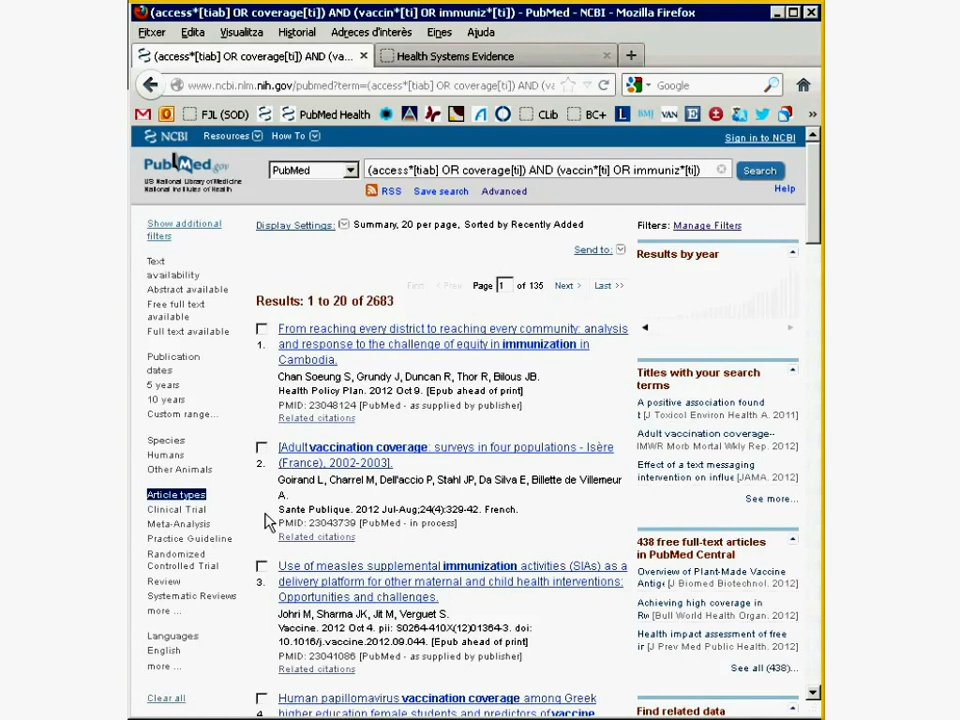 (access*[tiab] OR coverage[ti]) AND (vaccin*[ti] OR immuniz*[ti]) - PubMed - NCBI - Mozilla Firefox
Fitxer Edita Visualitza Historial Adreces d'interès Eines Ajuda
(access*[tiab] OR coverage[ti]) AND (va...
Health Systems Evidence
www.ncbi.nlm.nih.gov/pubmed?term=(access*[tiab] OR coverage[ti]) AND (va
Google
FJL (SOD) PubMed Health CLib BC+ BMJ VAN
NCBI Resources How To Sign in to NCBI
PubMed.gov
US National Library of Medicine
National Institutes of Health
PubMed
(access*[tiab] OR coverage[ti]) AND (vaccin*[ti] OR immuniz*[ti])
Search
RSS Save search Advanced
Help
Show additional
filters
Text
availability
Abstract available
Free full text
available
Full text available
Publication
dates
5 years
10 years
Custom range...
Species
Humans
Other Animals
Article types
Clinical Trial
Meta-Analysis
Practice Guideline
Randomized
Controlled Trial
Review
Systematic Reviews
more ...
Languages
English
more ...
Clear all
Display Settings: Summary, 20 per page, Sorted by Recently Added
Send to:
First < Prev Page 1 of 135 Next > Last >>
Results: 1 to 20 of 2683
From reaching every district to reaching every community: analysis
1. and response to the challenge of equity in immunization in
Cambodia.
Chan Soeung S, Grundy J, Duncan R, Thor R, Bilous JB.
Health Policy Plan. 2012 Oct 9. [Epub ahead of print]
PMID: 23048124 [PubMed - as supplied by publisher]
Related citations
[Adult vaccination coverage: surveys in four populations - Isère
2. (France), 2002-2003].
Goirand L, Charrel M, Dell'accio P, Stahl JP, Da Silva E, Billette de Villemeur
A.
Sante Publique. 2012 Jul-Aug;24(4):329-42. French.
PMID: 23043739 [PubMed - in process]
Related citations
Use of measles supplemental immunization activities (SIAs) as a
3. delivery platform for other maternal and child health interventions:
Opportunities and challenges.
Johri M, Sharma JK, Jit M, Verguet S.
Vaccine. 2012 Oct 4. pii: S0264-410X(12)01364-3. doi:
10.1016/j.vaccine.2012.09.044. [Epub ahead of print]
PMID: 23041086 [PubMed - as supplied by publisher]
Related citations
Human papillomavirus vaccination coverage among Greek
4. higher education female students and predictors of vaccine
Filters: Manage Filters
Results by year
Titles with your search
terms
A positive association found
[J Toxicol Environ Health A. 2011]
Adult vaccination coverage--
[MMWR Morb Mortal Wkly Rep. 2012]
Effect of a text messaging
intervention on influe [JAMA. 2012]
See more...
438 free full-text articles
in PubMed Central
Overview of Plant-Made Vaccine
Antige [J Biomed Biotechnol. 2012]
Achieving high coverage in
[Bull World Health Organ. 2012]
Health impact assessment of free
ir [J Prev Med Public Health. 2012]
See all (438)...
Find related data